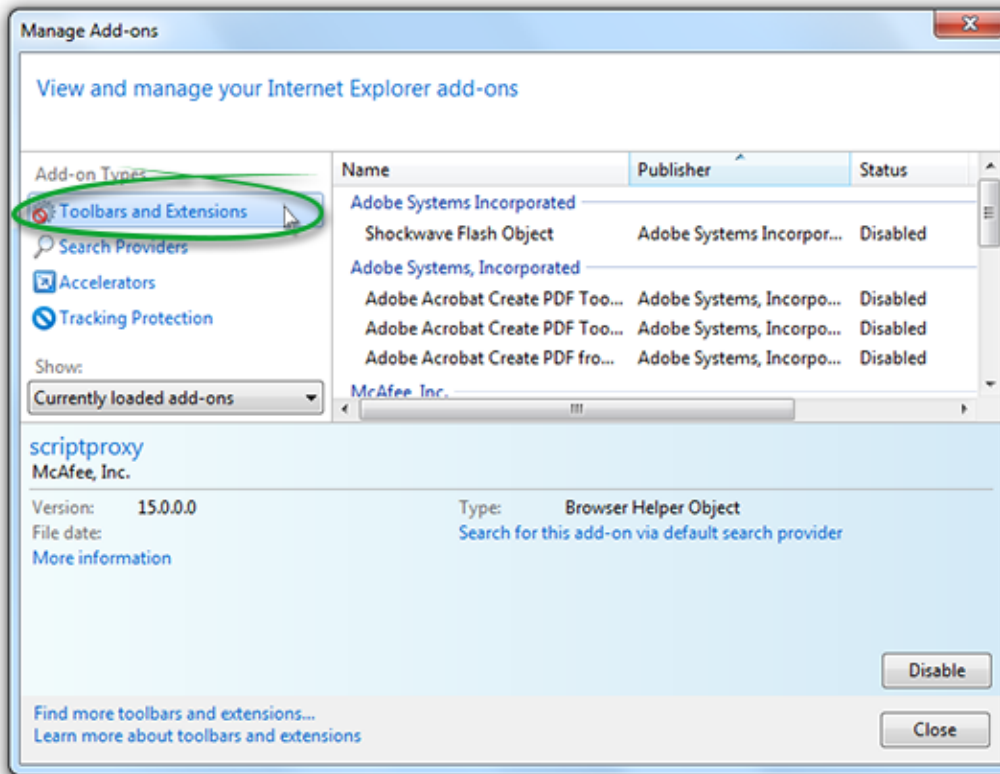 Manage Add-ons
View and manage your Internet Explorer add-ons
Add-on Types
Toolbars and Extensions
Search Providers
Accelerators
Tracking Protection
Show:
Currently loaded add-ons
Name Publisher Status
Adobe Systems Incorporated
Shockwave Flash Object Adobe Systems Incorpor... Disabled
Adobe Systems, Incorporated
Adobe Acrobat Create PDF Too... Adobe Systems, Incorpo... Disabled
Adobe Acrobat Create PDF Too... Adobe Systems, Incorpo... Disabled
Adobe Acrobat Create PDF fro... Adobe Systems, Incorpo... Disabled
McAfee, Inc.
scriptproxy
McAfee, Inc.
Version: 15.0.0.0 Type: Browser Helper Object
File date: Search for this add-on via default search provider
More information
Disable
Find more toolbars and extensions...
Learn more about toolbars and extensions
Close